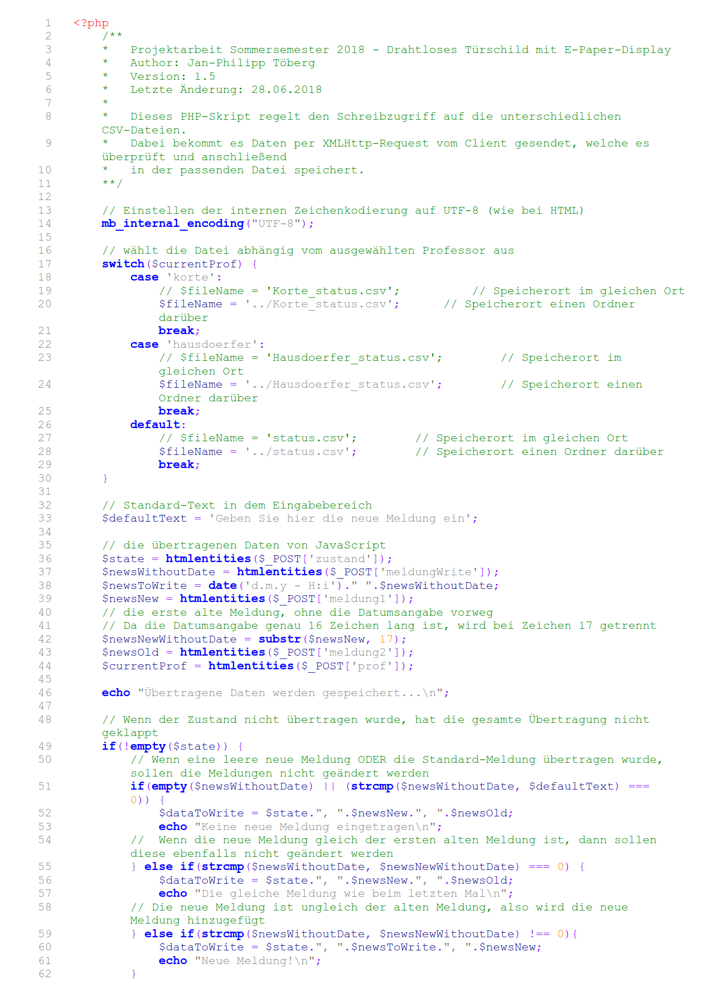 1 <?php
2 /**
3 * Projektarbeit Sommersemester 2018 - Drahtloses Türschild mit E-Paper-Display
4 * Author: Jan-Philipp Töberg
5 * Version: 1.5
6 * Letzte Änderung: 28.06.2018
7 *
8 * Dieses PHP-Skript regelt den Schreibzugriff auf die unterschiedlichen
CSV-Dateien.
9 * Dabei bekommt es Daten per XMLHttp-Request vom Client gesendet, welche es
überprüft und anschließend
10 * in der passenden Datei speichert.
11 **/
12
13 // Einstellen der internen Zeichenkodierung auf UTF-8 (wie bei HTML)
14 mb_internal_encoding("UTF-8");
15
16 // wählt die Datei abhängig vom ausgewählten Professor aus
17 switch($currentProf) {
18 case 'korte':
19 // $fileName = 'Korte_status.csv'; // Speicherort im gleichen Ort
20 $fileName = '../Korte_status.csv'; // Speicherort einen Ordner
darüber
21 break;
22 case 'hausdoerfer':
23 // $fileName = 'Hausdoerfer_status.csv'; // Speicherort im
gleichen Ort
24 $fileName = '../Hausdoerfer_status.csv'; // Speicherort einen
Ordner darüber
25 break;
26 default:
27 // $fileName = 'status.csv'; // Speicherort im gleichen Ort
28 $fileName = '../status.csv'; // Speicherort einen Ordner darüber
29 break;
30 }
31
32 // Standard-Text in dem Eingabebereich
33 $defaultText = 'Geben Sie hier die neue Meldung ein';
34
35 // die übertragenen Daten von JavaScript
36 $state = htmlentities($_POST['zustand']);
37 $newsWithoutDate = htmlentities($_POST['meldungWrite']);
38 $newsToWrite = date('d.m.y - H:i')." ".$newsWithoutDate;
39 $newsNew = htmlentities($_POST['meldung1']);
40 // die erste alte Meldung, ohne die Datumsangabe vorweg
41 // Da die Datumsangabe genau 16 Zeichen lang ist, wird bei Zeichen 17 getrennt
42 $newsNewWithoutDate = substr($newsNew, 17);
43 $newsOld = htmlentities($_POST['meldung2']);
44 $currentProf = htmlentities($_POST['prof']);
45
46 echo "Übertragene Daten werden gespeichert...\n";
47
48 // Wenn der Zustand nicht übertragen wurde, hat die gesamte Übertragung nicht
geklappt
49 if(!empty($state)) {
50 // Wenn eine leere neue Meldung ODER die Standard-Meldung übertragen wurde,
sollen die Meldungen nicht geändert werden
51 if(empty($newsWithoutDate) || (strcmp($newsWithoutDate, $defaultText) ===
0)) {
52 $dataToWrite = $state.", ".$newsNew.", ".$newsOld;
53 echo "Keine neue Meldung eingetragen\n";
54 // Wenn die neue Meldung gleich der ersten alten Meldung ist, dann sollen
diese ebenfalls nicht geändert werden
55 } else if(strcmp($newsWithoutDate, $newsNewWithoutDate) === 0) {
56 $dataToWrite = $state.", ".$newsNew.", ".$newsOld;
57 echo "Die gleiche Meldung wie beim letzten Mal\n";
58 // Die neue Meldung ist ungleich der alten Meldung, also wird die neue
Meldung hinzugefügt
59 } else if(strcmp($newsWithoutDate, $newsNewWithoutDate) !== 0){
60 $dataToWrite = $state.", ".$newsToWrite.", ".$newsNew;
61 echo "Neue Meldung!\n";
62 }